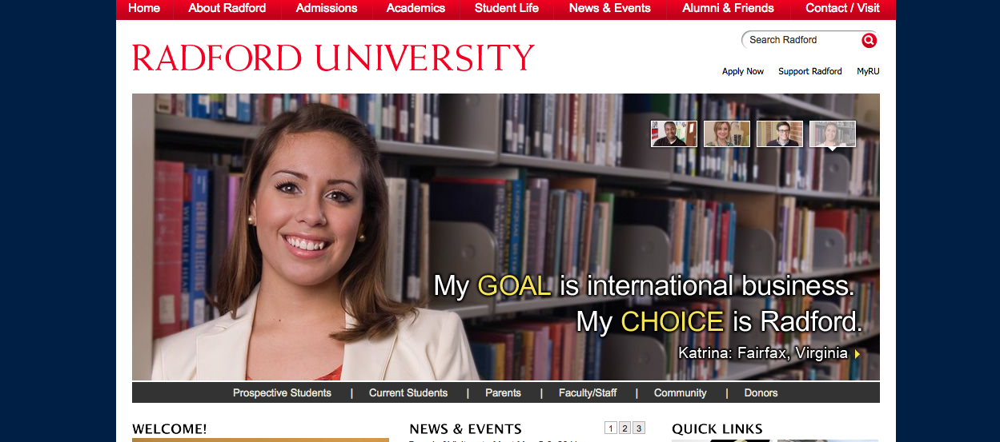 Home About Radford Admissions Academics Student Life News & Events Alumni & Friends Contact / Visit
RADFORD UNIVERSITY
Search Radford
Apply Now Support Radford MyRU
My GOAL is international business.
My CHOICE is Radford.
Katrina: Fairfax, Virginia
Prospective Students | Current Students | Parents | Faculty/Staff | Community | Donors
WELCOME!
NEWS & EVENTS
1 2 3
QUICK LINKS